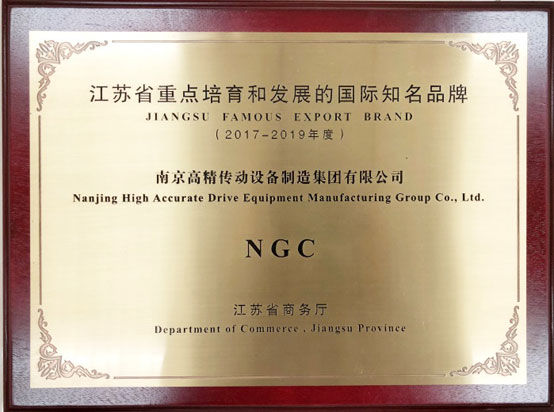 江苏省重点培育和发展的国际知名品牌
JIANGSU FAMOUS EXPORT BRAND
（2017-2019年度）
南京高精传动设备制造集团有限公司
Nanjing High Accurate Drive Equipment Manufacturing Group Co., Ltd.
NGC
江苏省商务厅
Department of Commerce , Jiangsu Province